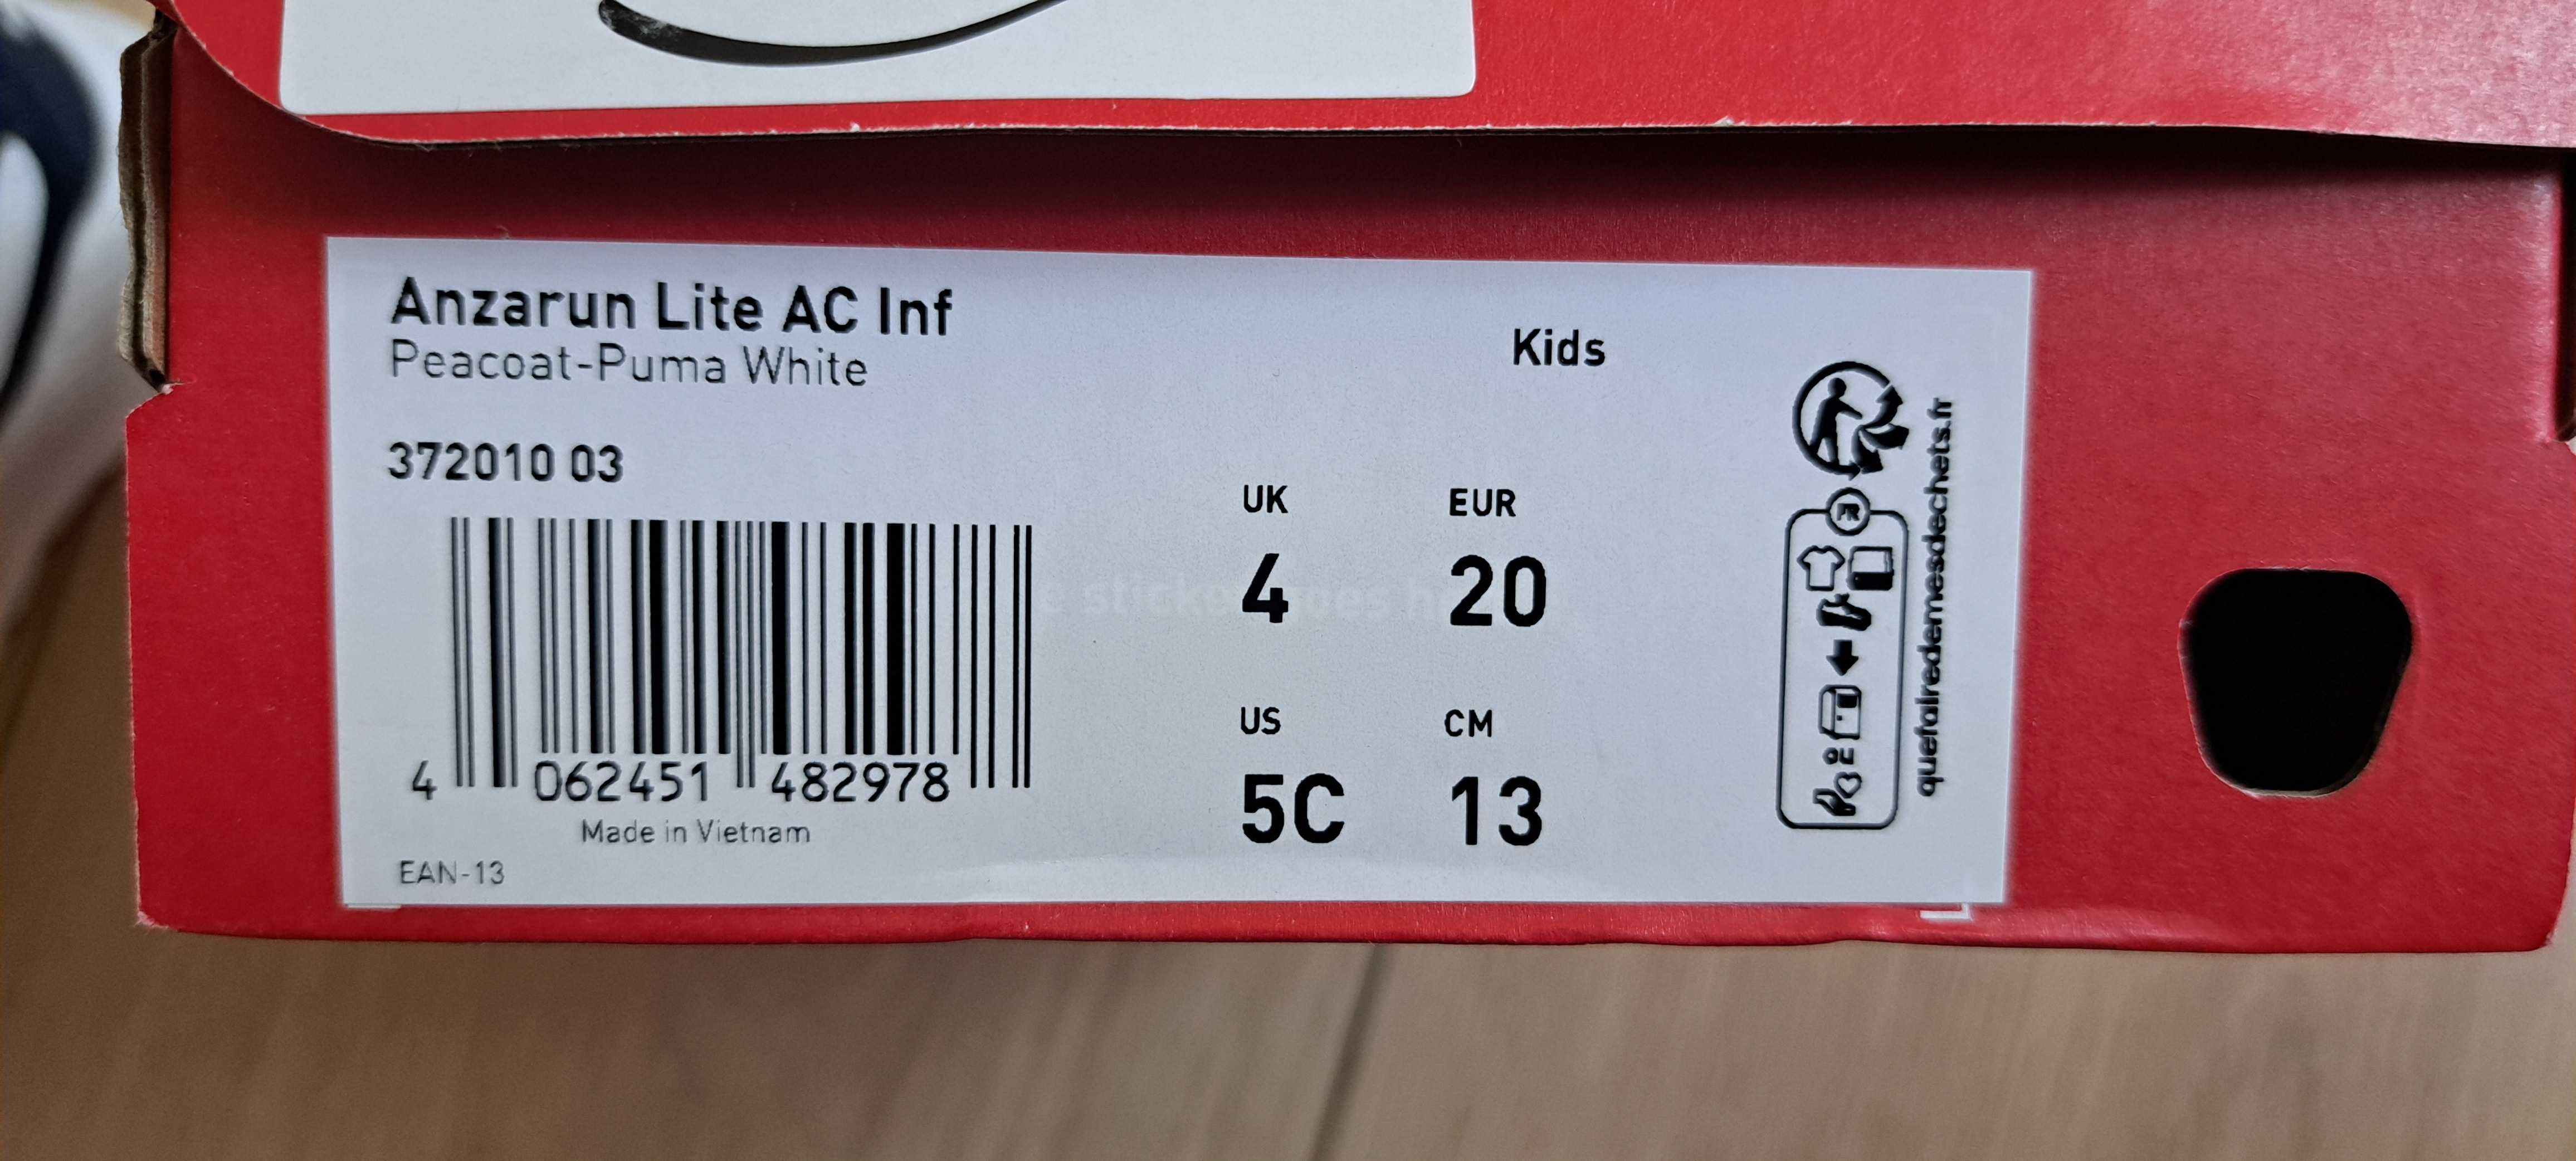 Anzarun Lite AC Inf
Peacoat-Puma White
Kids
372010 03
UK
4
EUR
20
US
5C
CM
13
4 062451 482978
Made in Vietnam
EAN-13
FR
quefairedemesdechets.fr